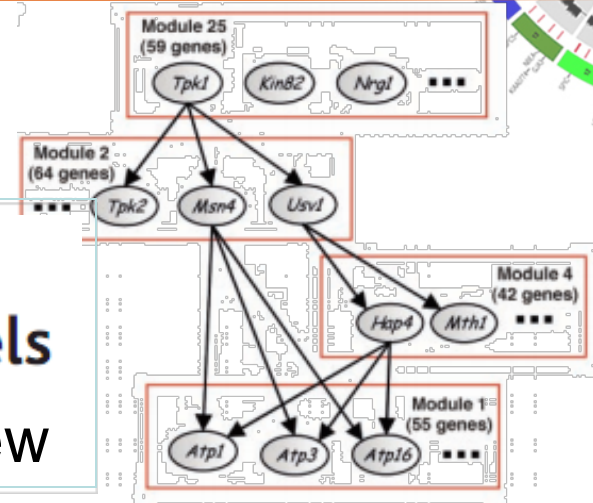 Module 25
(59 genes)
Tpk1 Kin82 Nrg1 ...
Module 2
(64 genes)
... Tpk2 Msn4 Usv1
Module 4
(42 genes)
Hap4 Mth1 ...
els
ew
Module 1
(55 genes)
Atp1 Atp3 Atp16 ...